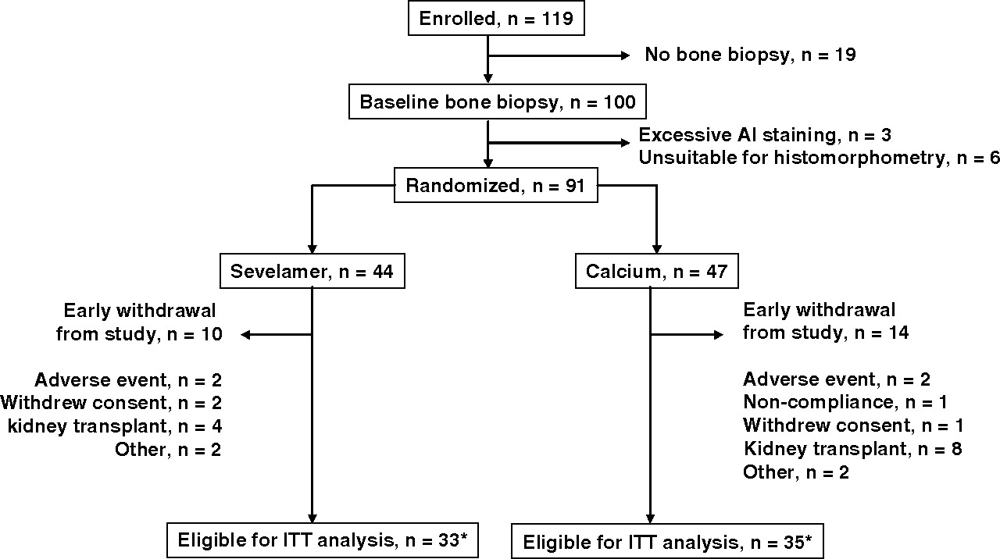 Enrolled, n = 119
No bone biopsy, n = 19
Baseline bone biopsy, n = 100
Excessive Al staining, n = 3
Unsuitable for histomorphometry, n = 6
Randomized, n = 91
Sevelamer, n = 44
Calcium, n = 47
Early withdrawal
from study, n = 10
Adverse event, n = 2
Withdrew consent, n = 2
kidney transplant, n = 4
Other, n = 2
Early withdrawal
from study, n = 14
Adverse event, n = 2
Non-compliance, n = 1
Withdrew consent, n = 1
Kidney transplant, n = 8
Other, n = 2
Eligible for ITT analysis, n = 33*
Eligible for ITT analysis, n = 35*